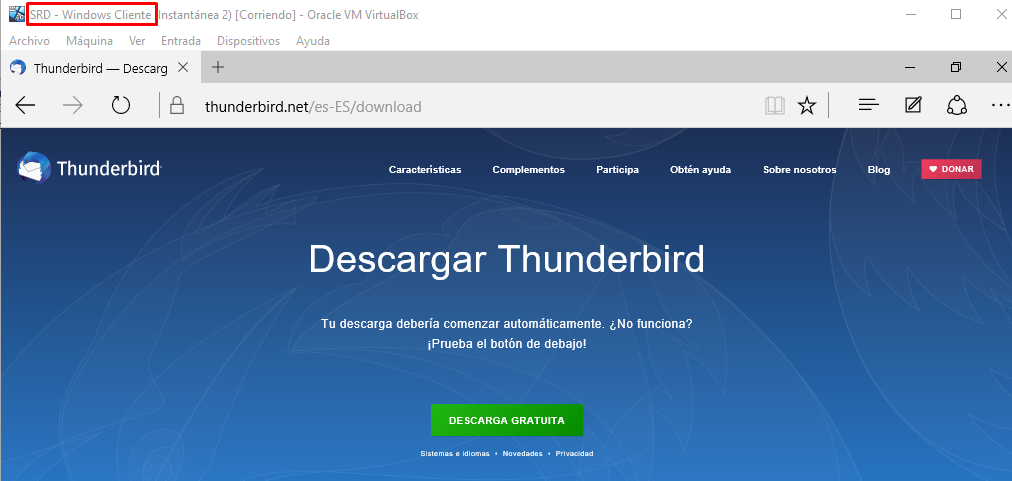 SRD - Windows Cliente (Instantánea 2) [Corriendo] - Oracle VM VirtualBox
Archivo Máquina Ver Entrada Dispositivos Ayuda
Thunderbird — Descarg
thunderbird.net/es-ES/download
Thunderbird
Características Complementos Participa Obtén ayuda Sobre nosotros Blog DONAR
Descargar Thunderbird
Tu descarga debería comenzar automáticamente. ¿No funciona?
¡Prueba el botón de debajo!
DESCARGA GRATUITA
Sistemas e idiomas • Novedades • Privacidad